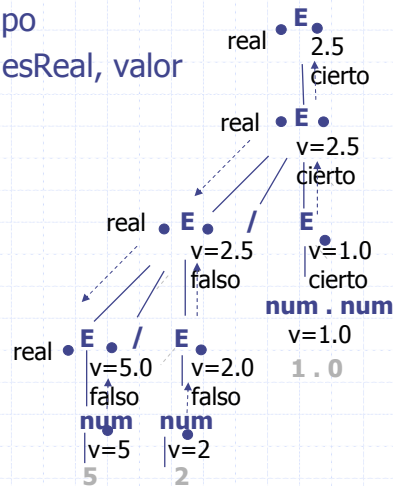 po
esReal, valor
real E
2.5
cierto
real E
v=2.5
cierto
real E / E
v=2.5 v=1.0
falso cierto
num . num
real E / E v=1.0
v=5.0 v=2.0 1 . 0
falso falso
num num
v=5 v=2
5 2